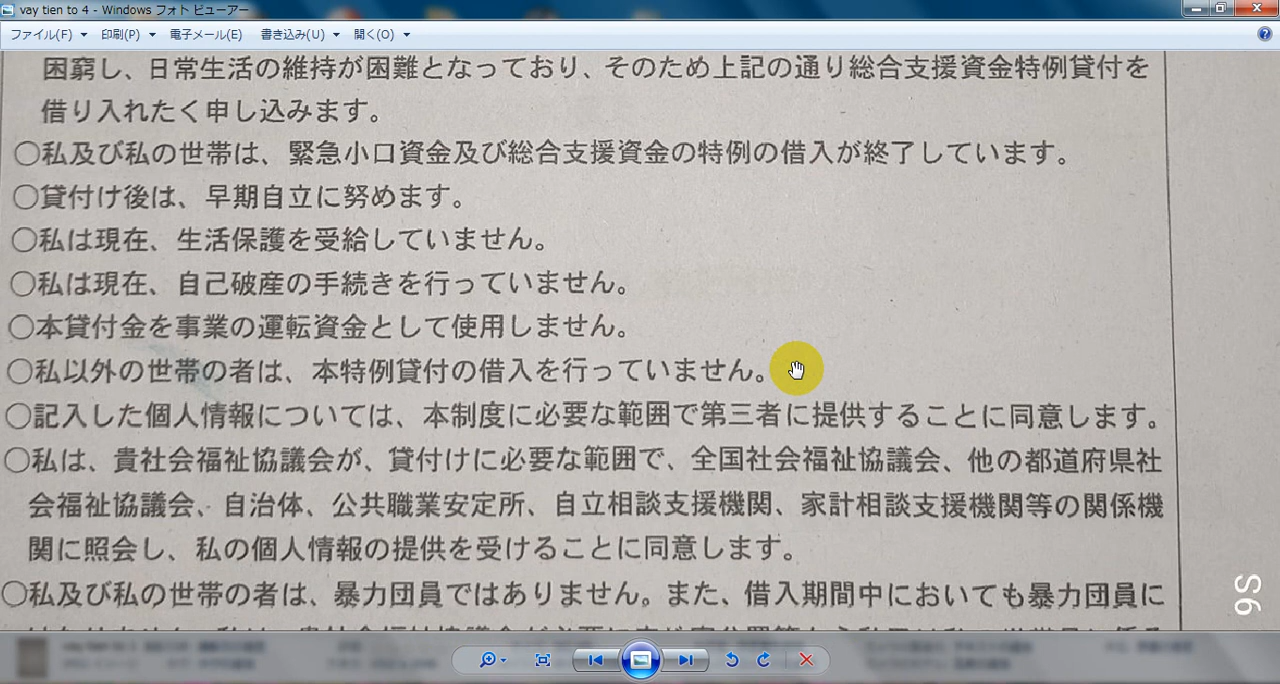 vay tien to 4 - Windows フォト ビューアー
ファイル(F) 印刷(P) 電子メール(E) 書き込み(U) 開く(O)
困窮し、日常生活の維持が困難となっており、そのため上記の通り総合支援資金特例貸付を
借り入れたく申し込みます。
○私及び私の世帯は、緊急小口資金及び総合支援資金の特例の借入が終了しています。
○貸付け後は、早期自立に努めます。
○私は現在、生活保護を受給していません。
○私は現在、自己破産の手続きを行っていません。
○本貸付金を事業の運転資金として使用しません。
○私以外の世帯の者は、本特例貸付の借入を行っていません。
○記入した個人情報については、本制度に必要な範囲で第三者に提供することに同意します。
○私は、貴社会福祉協議会が、貸付けに必要な範囲で、全国社会福祉協議会、他の都道府県社
会福祉協議会、自治体、公共職業安定所、自立相談支援機関、家計相談支援機関等の関係機
関に照会し、私の個人情報の提供を受けることに同意します。
○私及び私の世帯の者は、暴力団員ではありません。また、借入期間中においても暴力団員に
S6